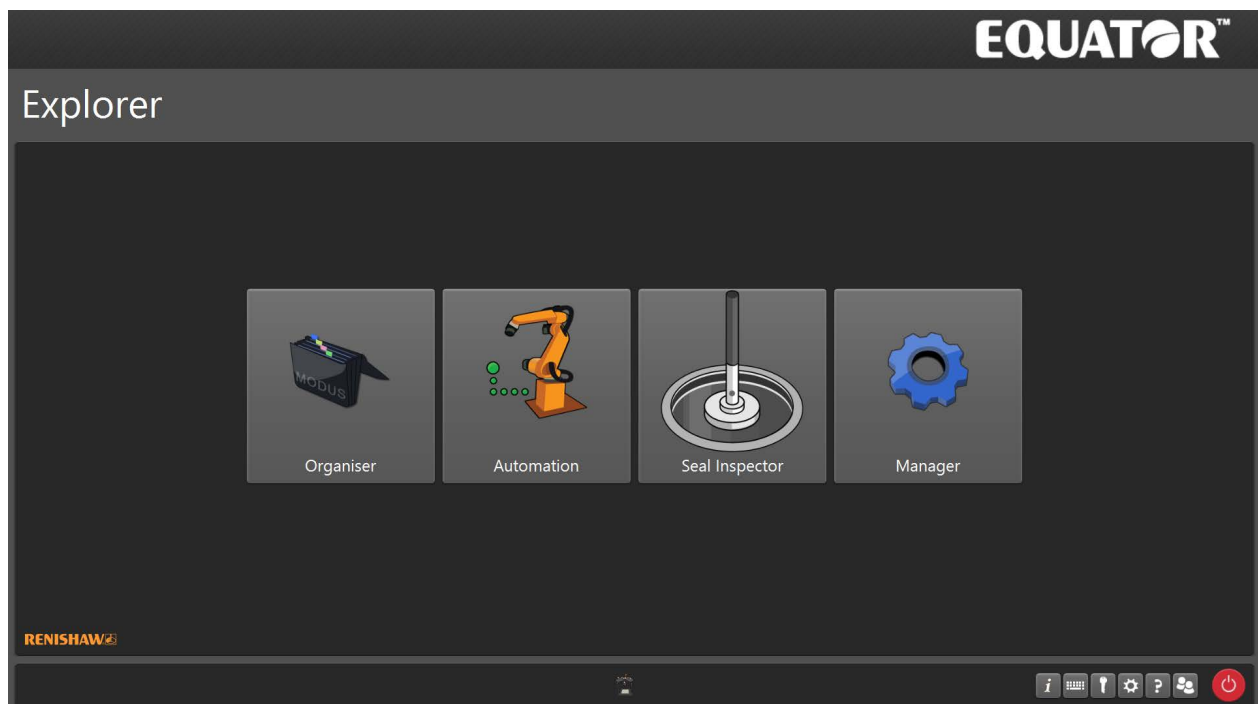 EQUATOR™
Explorer
MODUS
Organiser
Automation
Seal Inspector
Manager
RENISHAW
i
?